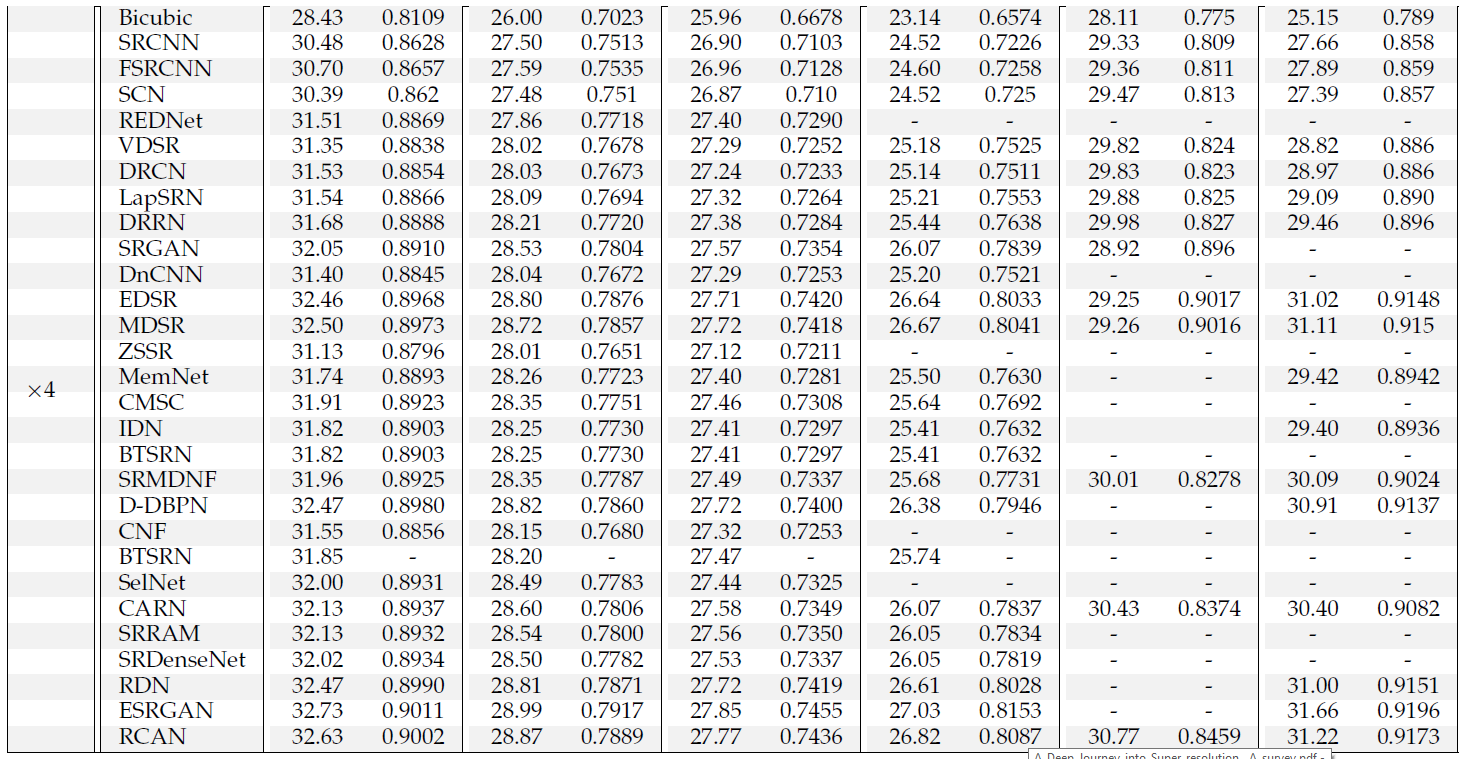 Bicubic 28.43 0.8109 26.00 0.7023 25.96 0.6678 23.14 0.6574 28.11 0.775 25.15 0.789
SRCNN 30.48 0.8628 27.50 0.7513 26.90 0.7103 24.52 0.7226 29.33 0.809 27.66 0.858
FSRCNN 30.70 0.8657 27.59 0.7535 26.96 0.7128 24.60 0.7258 29.36 0.811 27.89 0.859
SCN 30.39 0.862 27.48 0.751 26.87 0.710 24.52 0.725 29.47 0.813 27.39 0.857
REDNet 31.51 0.8869 27.86 0.7718 27.40 0.7290 - - - - - -
VDSR 31.35 0.8838 28.02 0.7678 27.29 0.7252 25.18 0.7525 29.82 0.824 28.82 0.886
DRCN 31.53 0.8854 28.03 0.7673 27.24 0.7233 25.14 0.7511 29.83 0.823 28.97 0.886
LapSRN 31.54 0.8866 28.09 0.7694 27.32 0.7264 25.21 0.7553 29.88 0.825 29.09 0.890
DRRN 31.68 0.8888 28.21 0.7720 27.38 0.7284 25.44 0.7638 29.98 0.827 29.46 0.896
SRGAN 32.05 0.8910 28.53 0.7804 27.57 0.7354 26.07 0.7839 28.92 0.896 - -
DnCNN 31.40 0.8845 28.04 0.7672 27.29 0.7253 25.20 0.7521 - - - -
EDSR 32.46 0.8968 28.80 0.7876 27.71 0.7420 26.64 0.8033 29.25 0.9017 31.02 0.9148
MDSR 32.50 0.8973 28.72 0.7857 27.72 0.7418 26.67 0.8041 29.26 0.9016 31.11 0.915
ZSSR 31.13 0.8796 28.01 0.7651 27.12 0.7211 - - - - - -
×4 MemNet 31.74 0.8893 28.26 0.7723 27.40 0.7281 25.50 0.7630 - - 29.42 0.8942
CMSC 31.91 0.8923 28.35 0.7751 27.46 0.7308 25.64 0.7692 - - - -
IDN 31.82 0.8903 28.25 0.7730 27.41 0.7297 25.41 0.7632 29.40 0.8936
BTSRN 31.82 0.8903 28.25 0.7730 27.41 0.7297 25.41 0.7632 - - - -
SRMDNF 31.96 0.8925 28.35 0.7787 27.49 0.7337 25.68 0.7731 30.01 0.8278 30.09 0.9024
D-DBPN 32.47 0.8980 28.82 0.7860 27.72 0.7400 26.38 0.7946 - - 30.91 0.9137
CNF 31.55 0.8856 28.15 0.7680 27.32 0.7253 - - - - - -
BTSRN 31.85 - 28.20 - 27.47 - 25.74 - - - - -
SelNet 32.00 0.8931 28.49 0.7783 27.44 0.7325 - - - - - -
CARN 32.13 0.8937 28.60 0.7806 27.58 0.7349 26.07 0.7837 30.43 0.8374 30.40 0.9082
SRRAM 32.13 0.8932 28.54 0.7800 27.56 0.7350 26.05 0.7834 - - - -
SRDenseNet 32.02 0.8934 28.50 0.7782 27.53 0.7337 26.05 0.7819 - - - -
RDN 32.47 0.8990 28.81 0.7871 27.72 0.7419 26.61 0.8028 - - 31.00 0.9151
ESRGAN 32.73 0.9011 28.99 0.7917 27.85 0.7455 27.03 0.8153 - - 31.66 0.9196
RCAN 32.63 0.9002 28.87 0.7889 27.77 0.7436 26.82 0.8087 30.77 0.8459 31.22 0.9173
A Deep Journey into Super-resolution_ A survey.pdf -